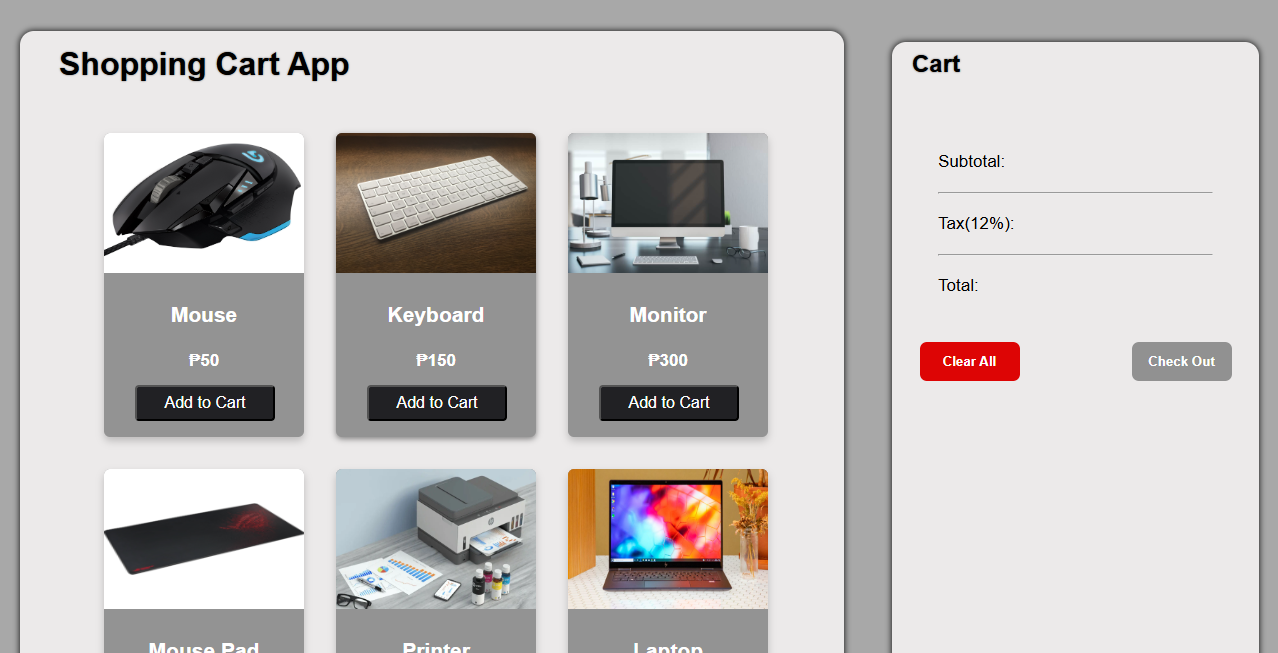 Shopping Cart App
Mouse
₱50
Add to Cart
Keyboard
₱150
Add to Cart
Monitor
₱300
Add to Cart
Mouse Pad
Printer
Laptop
Cart
Subtotal:
Tax(12%):
Total:
Clear All
Check Out